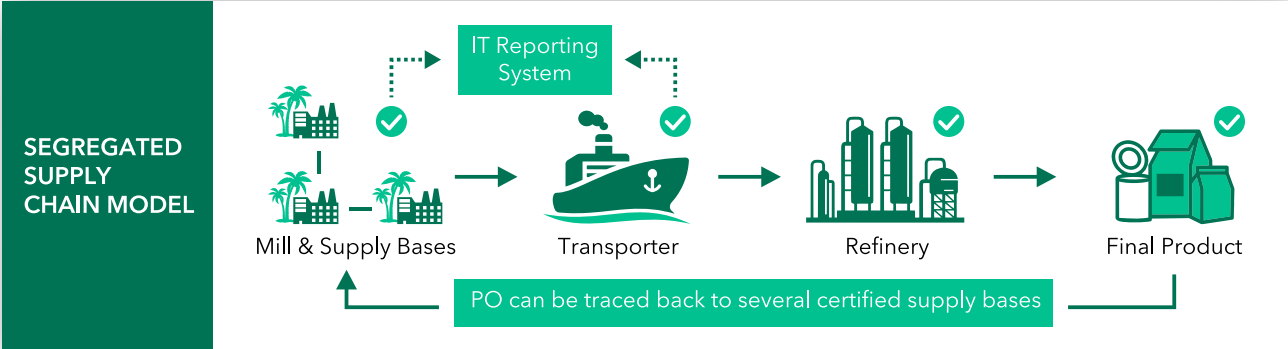 SEGREGATED
SUPPLY
CHAIN MODEL
IT Reporting
System
Mill & Supply Bases
Transporter
Refinery
Final Product
PO can be traced back to several certified supply bases